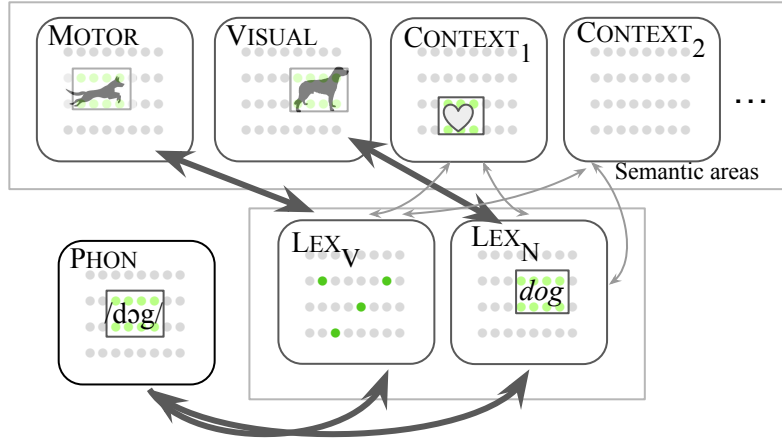 MOTOR
VISUAL
CONTEXT1
CONTEXT2
...
Semantic areas
PHON
/dɔg/
LEXV
LEXN
dog